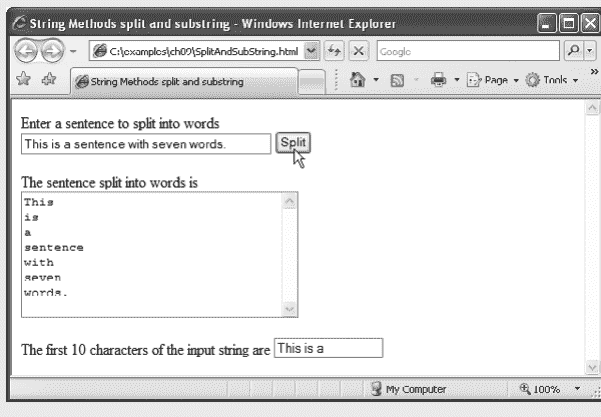 String Methods split and substring - Windows Internet Explorer
C:\examples\ch09\SplitAndSubString.html
Google
String Methods split and substring
Page
Tools
»
Enter a sentence to split into words
This is a sentence with seven words.
Split
The sentence split into words is
This
is
a
sentence
with
seven
words.
The first 10 characters of the input string are
This is a
My Computer
100%